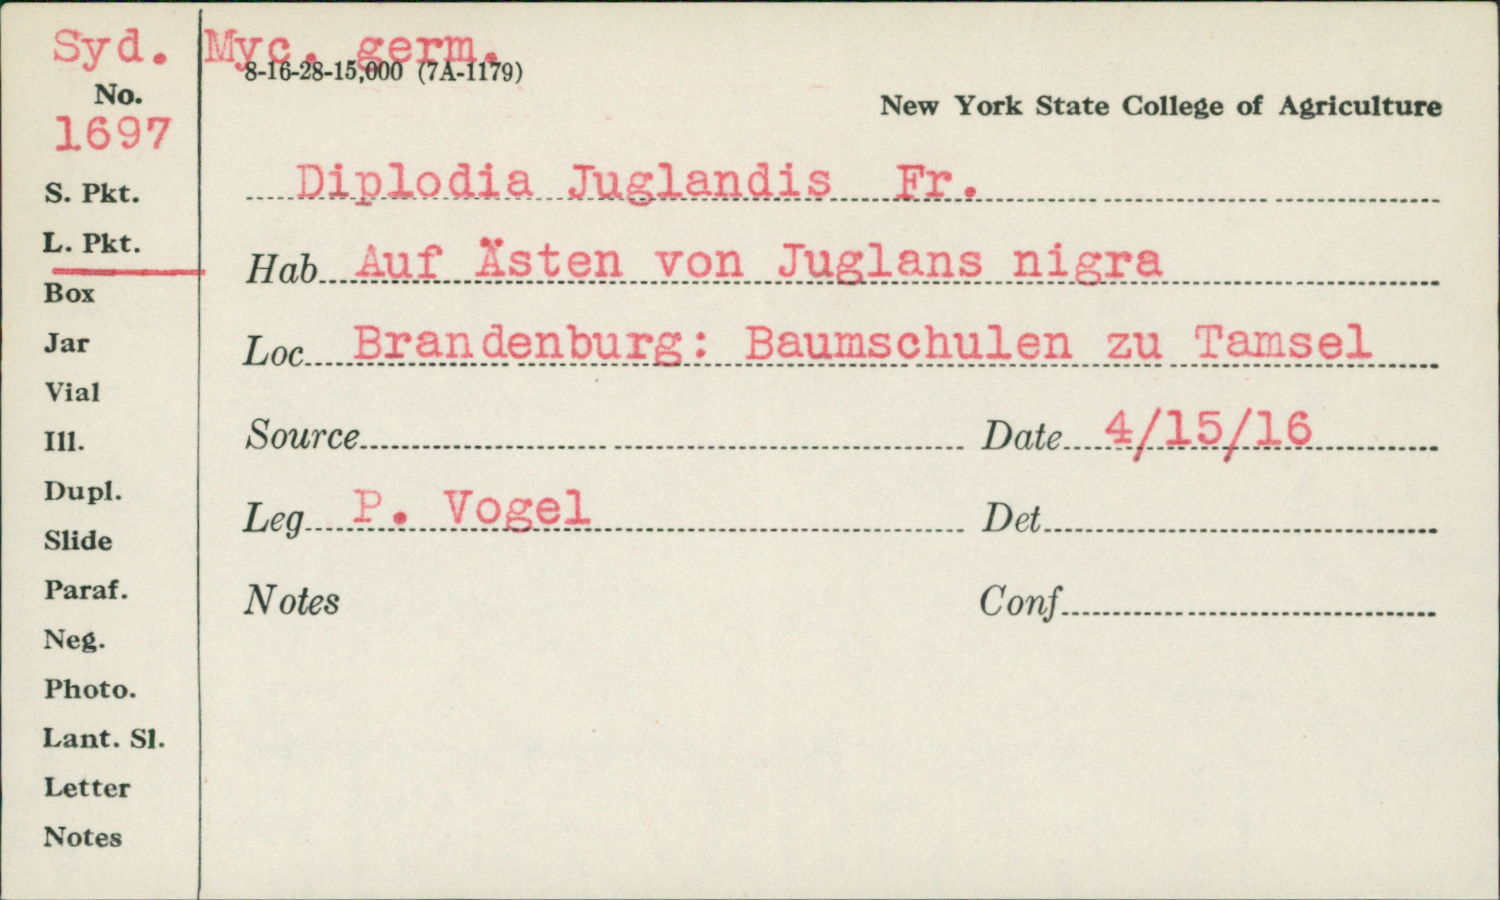 Syd. Myc. germ.
8-16-28-15,000 (7A-1179)
No.
1697
New York State College of Agriculture
S. Pkt.
Diplodia Juglandis Fr.
L. Pkt.
Hab Auf Ästen von Juglans nigra
Box
Jar
Loc Brandenburg: Baumschulen zu Tamsel
Vial
Ill.
Source Date 4/15/16
Dupl.
Leg P. Vogel Det
Slide
Paraf.
Notes Conf
Neg.
Photo.
Lant. Sl.
Letter
Notes